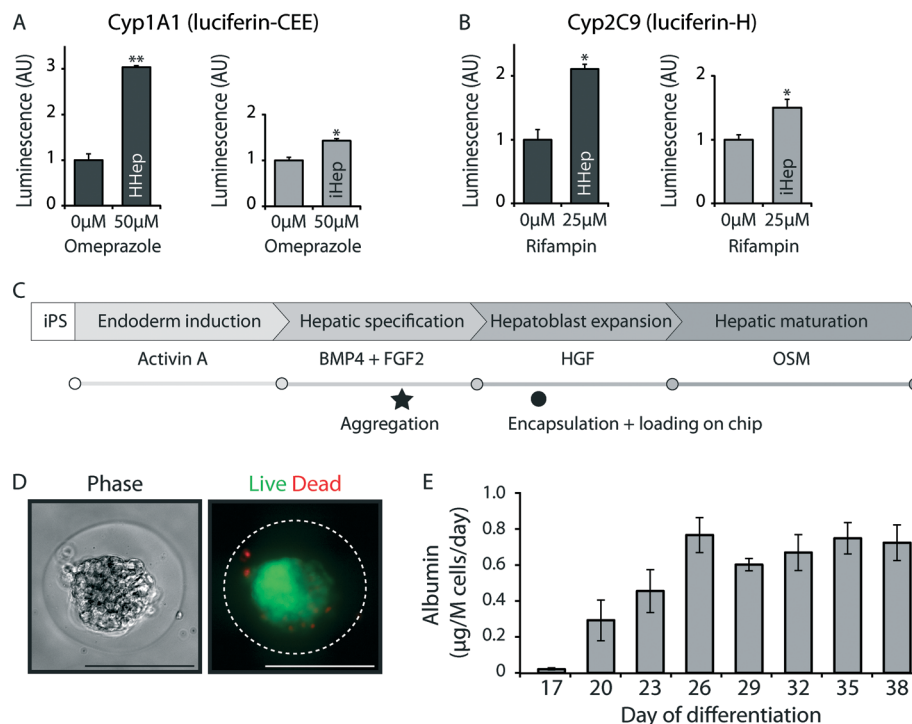 A
Cyp1A1 (luciferin-CEE)
Luminescence (AU)
3
2
1
**
HHep
0µM 50µM
Omeprazole
Luminescence (AU)
2
1
*
iHep
0µM 50µM
Omeprazole
B
Cyp2C9 (luciferin-H)
Luminescence (AU)
2
1
*
HHep
0µM 25µM
Rifampin
Luminescence (AU)
2
1
*
iHep
0µM 25µM
Rifampin
C
iPS Endoderm induction Hepatic specification Hepatoblast expansion Hepatic maturation
Activin A BMP4 + FGF2 HGF OSM
Aggregation Encapsulation + loading on chip
D
Phase Live Dead
E
Albumin
(µg/M cells/day)
1.0
0.8
0.6
0.4
0.2
0
17 20 23 26 29 32 35 38
Day of differentiation